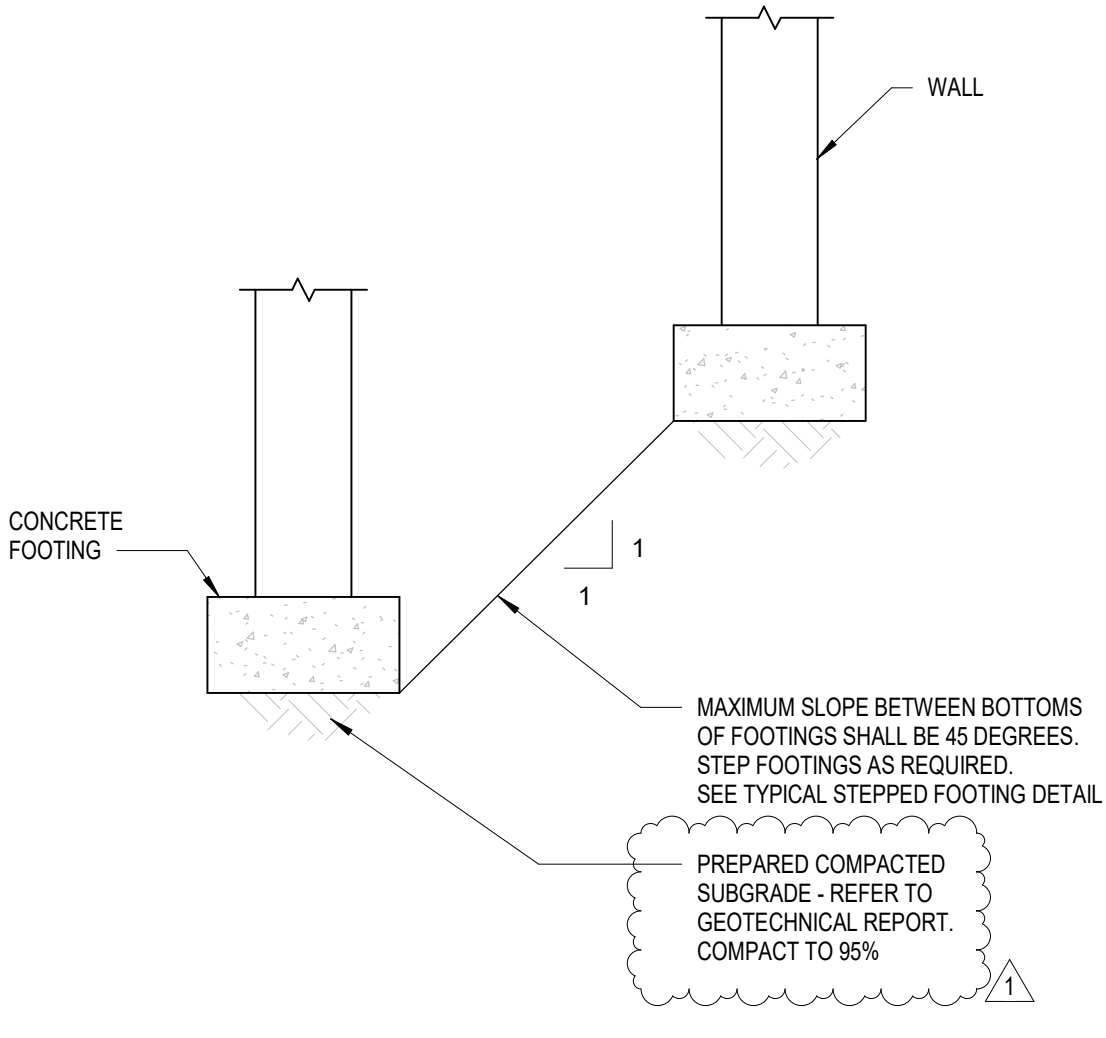 WALL
CONCRETE
FOOTING
1
1
MAXIMUM SLOPE BETWEEN BOTTOMS
OF FOOTINGS SHALL BE 45 DEGREES.
STEP FOOTINGS AS REQUIRED.
SEE TYPICAL STEPPED FOOTING DETAIL
PREPARED COMPACTED
SUBGRADE - REFER TO
GEOTECHNICAL REPORT.
COMPACT TO 95%
1